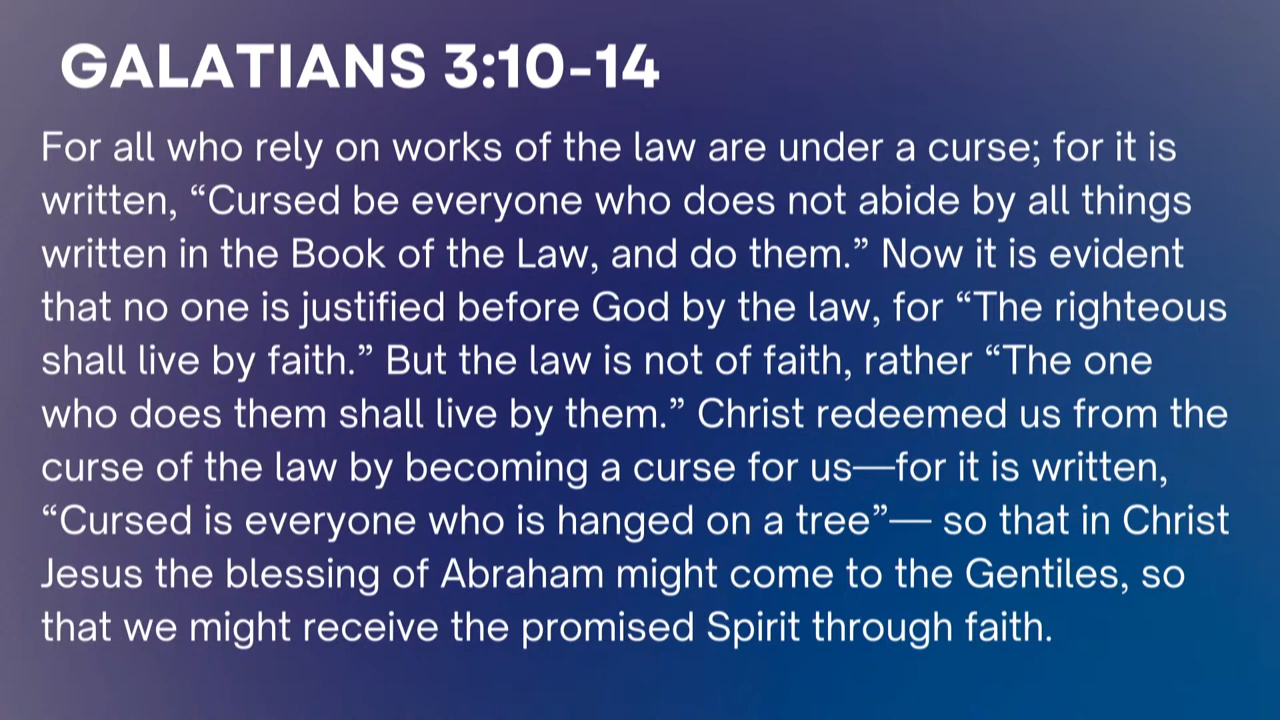 GALATIANS 3:10-14
For all who rely on works of the law are under a curse; for it is
written, “Cursed be everyone who does not abide by all things
written in the Book of the Law, and do them.” Now it is evident
that no one is justified before God by the law, for “The righteous
shall live by faith.” But the law is not of faith, rather “The one
who does them shall live by them.” Christ redeemed us from the
curse of the law by becoming a curse for us—for it is written,
“Cursed is everyone who is hanged on a tree”— so that in Christ
Jesus the blessing of Abraham might come to the Gentiles, so
that we might receive the promised Spirit through faith.